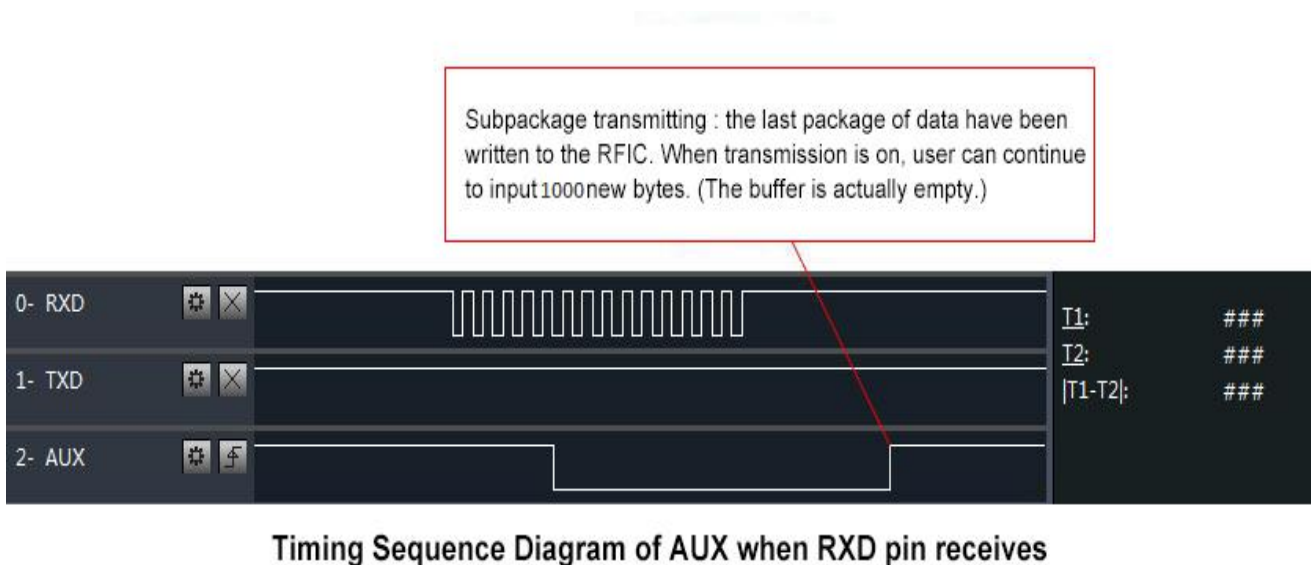 Subpackage transmitting : the last package of data have been
written to the RFIC. When transmission is on, user can continue
to input 1000 new bytes. (The buffer is actually empty.)
0- RXD
T1: ###
T2: ###
1- TXD
|T1-T2|: ###
2- AUX
Timing Sequence Diagram of AUX when RXD pin receives